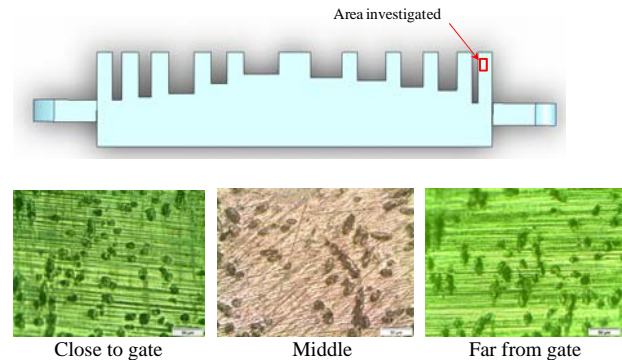 Area investigated
Close to gate
Middle
Far from gate